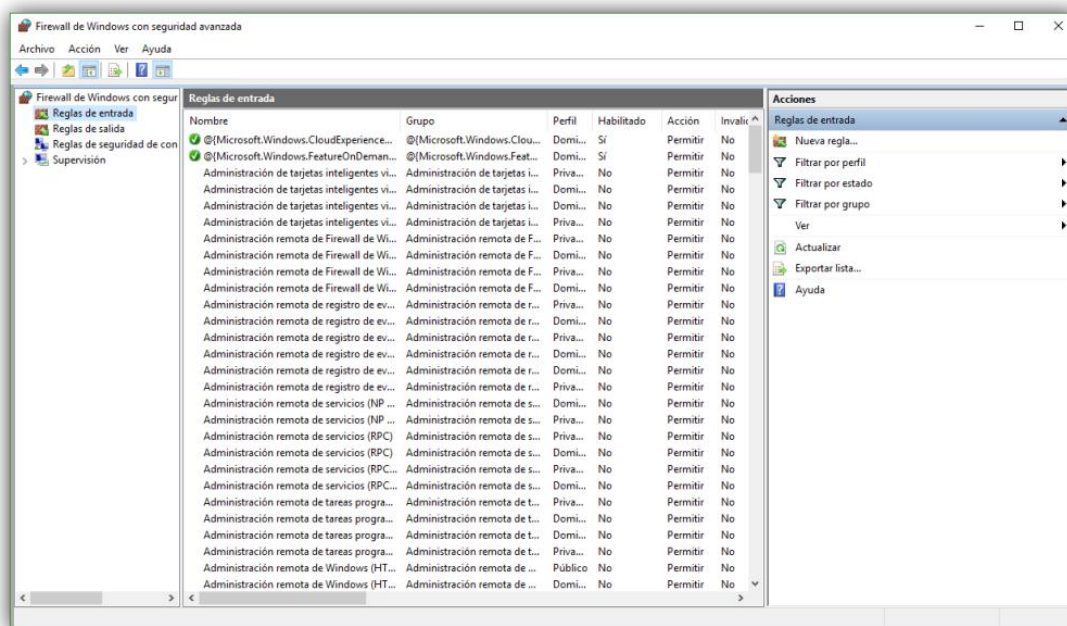 Firewall de Windows con seguridad avanzada
Archivo Acción Ver Ayuda
Firewall de Windows con segur
Reglas de entrada
Reglas de salida
Reglas de seguridad de con
Supervisión
Reglas de entrada
Nombre Grupo Perfil Habilitado Acción Invalic
@{Microsoft.Windows.CloudExperience... @{Microsoft.Windows.Clou... Domi... Sí Permitir No
@{Microsoft.Windows.FeatureOnDeman... @{Microsoft.Windows.Feat... Domi... Sí Permitir No
Administración de tarjetas inteligentes vi... Administración de tarjetas i... Priva... No Permitir No
Administración de tarjetas inteligentes vi... Administración de tarjetas i... Domi... No Permitir No
Administración de tarjetas inteligentes vi... Administración de tarjetas i... Domi... No Permitir No
Administración de tarjetas inteligentes vi... Administración de tarjetas i... Priva... No Permitir No
Administración remota de Firewall de Wi... Administración remota de F... Priva... No Permitir No
Administración remota de Firewall de Wi... Administración remota de F... Domi... No Permitir No
Administración remota de Firewall de Wi... Administración remota de F... Priva... No Permitir No
Administración remota de Firewall de Wi... Administración remota de F... Domi... No Permitir No
Administración remota de registro de ev... Administración remota de r... Priva... No Permitir No
Administración remota de registro de ev... Administración remota de r... Domi... No Permitir No
Administración remota de registro de ev... Administración remota de r... Priva... No Permitir No
Administración remota de registro de ev... Administración remota de r... Domi... No Permitir No
Administración remota de registro de ev... Administración remota de r... Domi... No Permitir No
Administración remota de registro de ev... Administración remota de r... Priva... No Permitir No
Administración remota de servicios (NP ... Administración remota de s... Domi... No Permitir No
Administración remota de servicios (NP ... Administración remota de s... Priva... No Permitir No
Administración remota de servicios (RPC) Administración remota de s... Priva... No Permitir No
Administración remota de servicios (RPC) Administración remota de s... Domi... No Permitir No
Administración remota de servicios (RPC... Administración remota de s... Priva... No Permitir No
Administración remota de servicios (RPC... Administración remota de s... Domi... No Permitir No
Administración remota de tareas progra... Administración remota de t... Priva... No Permitir No
Administración remota de tareas progra... Administración remota de t... Domi... No Permitir No
Administración remota de tareas progra... Administración remota de t... Domi... No Permitir No
Administración remota de tareas progra... Administración remota de t... Priva... No Permitir No
Administración remota de Windows (HT... Administración remota de ... Público No Permitir No
Administración remota de Windows (HT... Administración remota de ... Domi... No Permitir No
Acciones
Reglas de entrada
Nueva regla...
Filtrar por perfil
Filtrar por estado
Filtrar por grupo
Ver
Actualizar
Exportar lista...
Ayuda